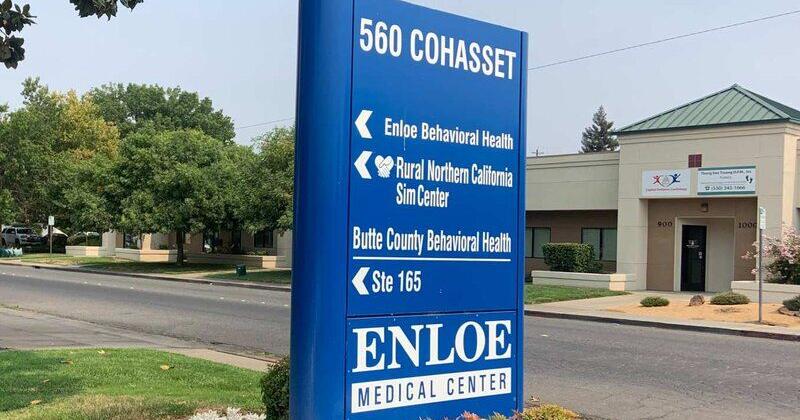 560 COHASSET
Enloe Behavioral Health
Rural Northern California
Sim Center
Butte County Behavioral Health
Ste 165
ENLOE
MEDICAL CENTER
900
1000